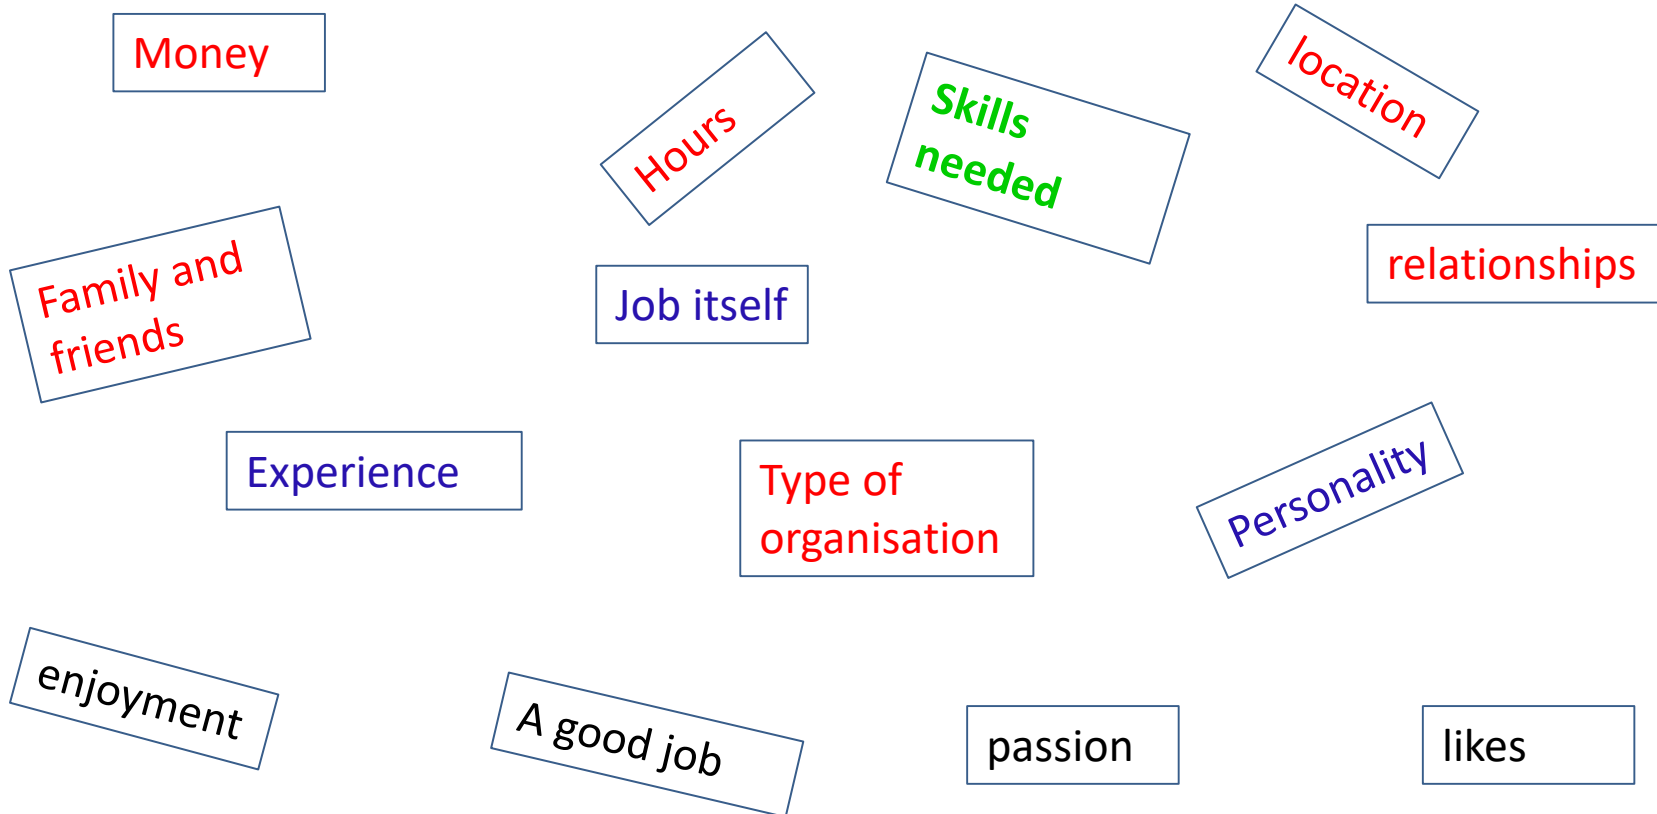 Money
Hours
Skills
needed
location
Family and
friends
Job itself
relationships
Experience
Type of
organisation
Personality
enjoyment
A good job
passion
likes